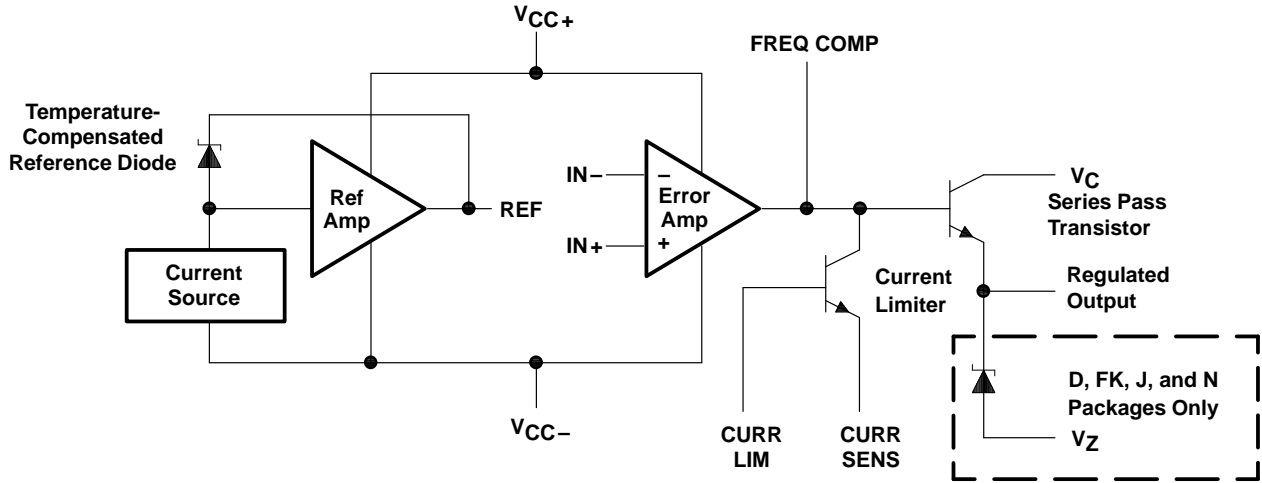 VCC+
FREQ COMP
Temperature-
Compensated
Reference Diode
Ref
Amp
REF
Current
Source
IN−
IN+
−
Error
Amp
+
VC
Series Pass
Transistor
Current
Limiter
Regulated
Output
D, FK, J, and N
Packages Only
VZ
VCC−
CURR
LIM
CURR
SENS